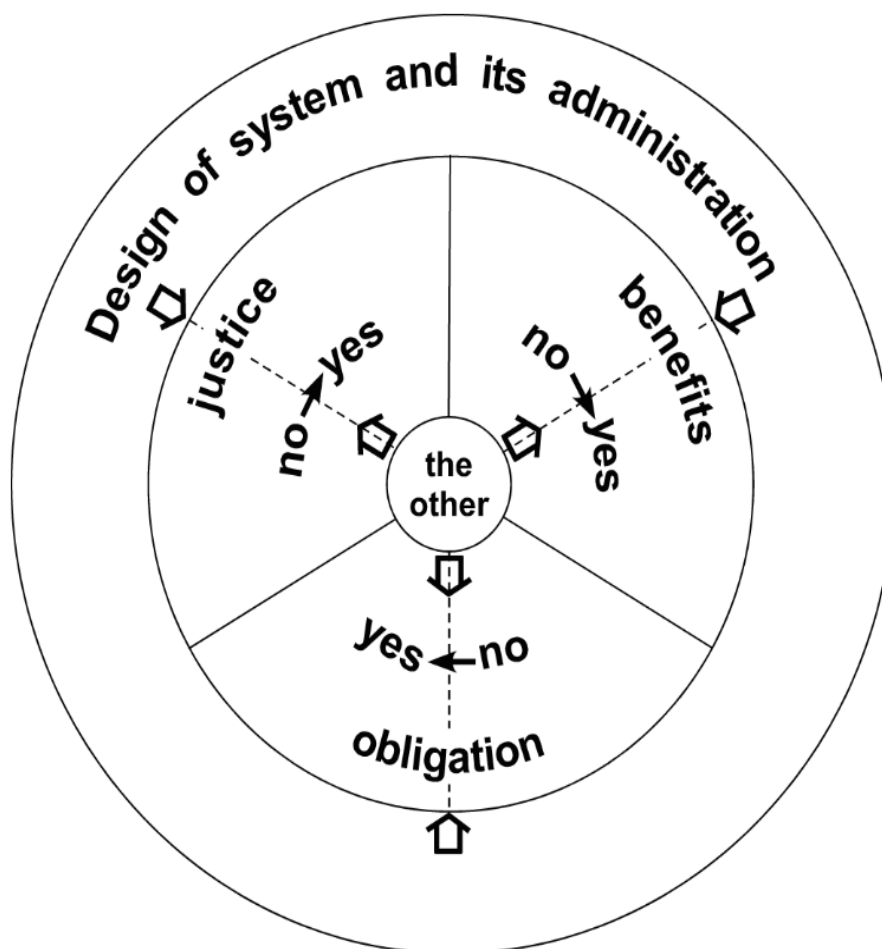 Design of system and its administration
justice
no
yes
benefits
no
yes
the
other
yes
no
obligation